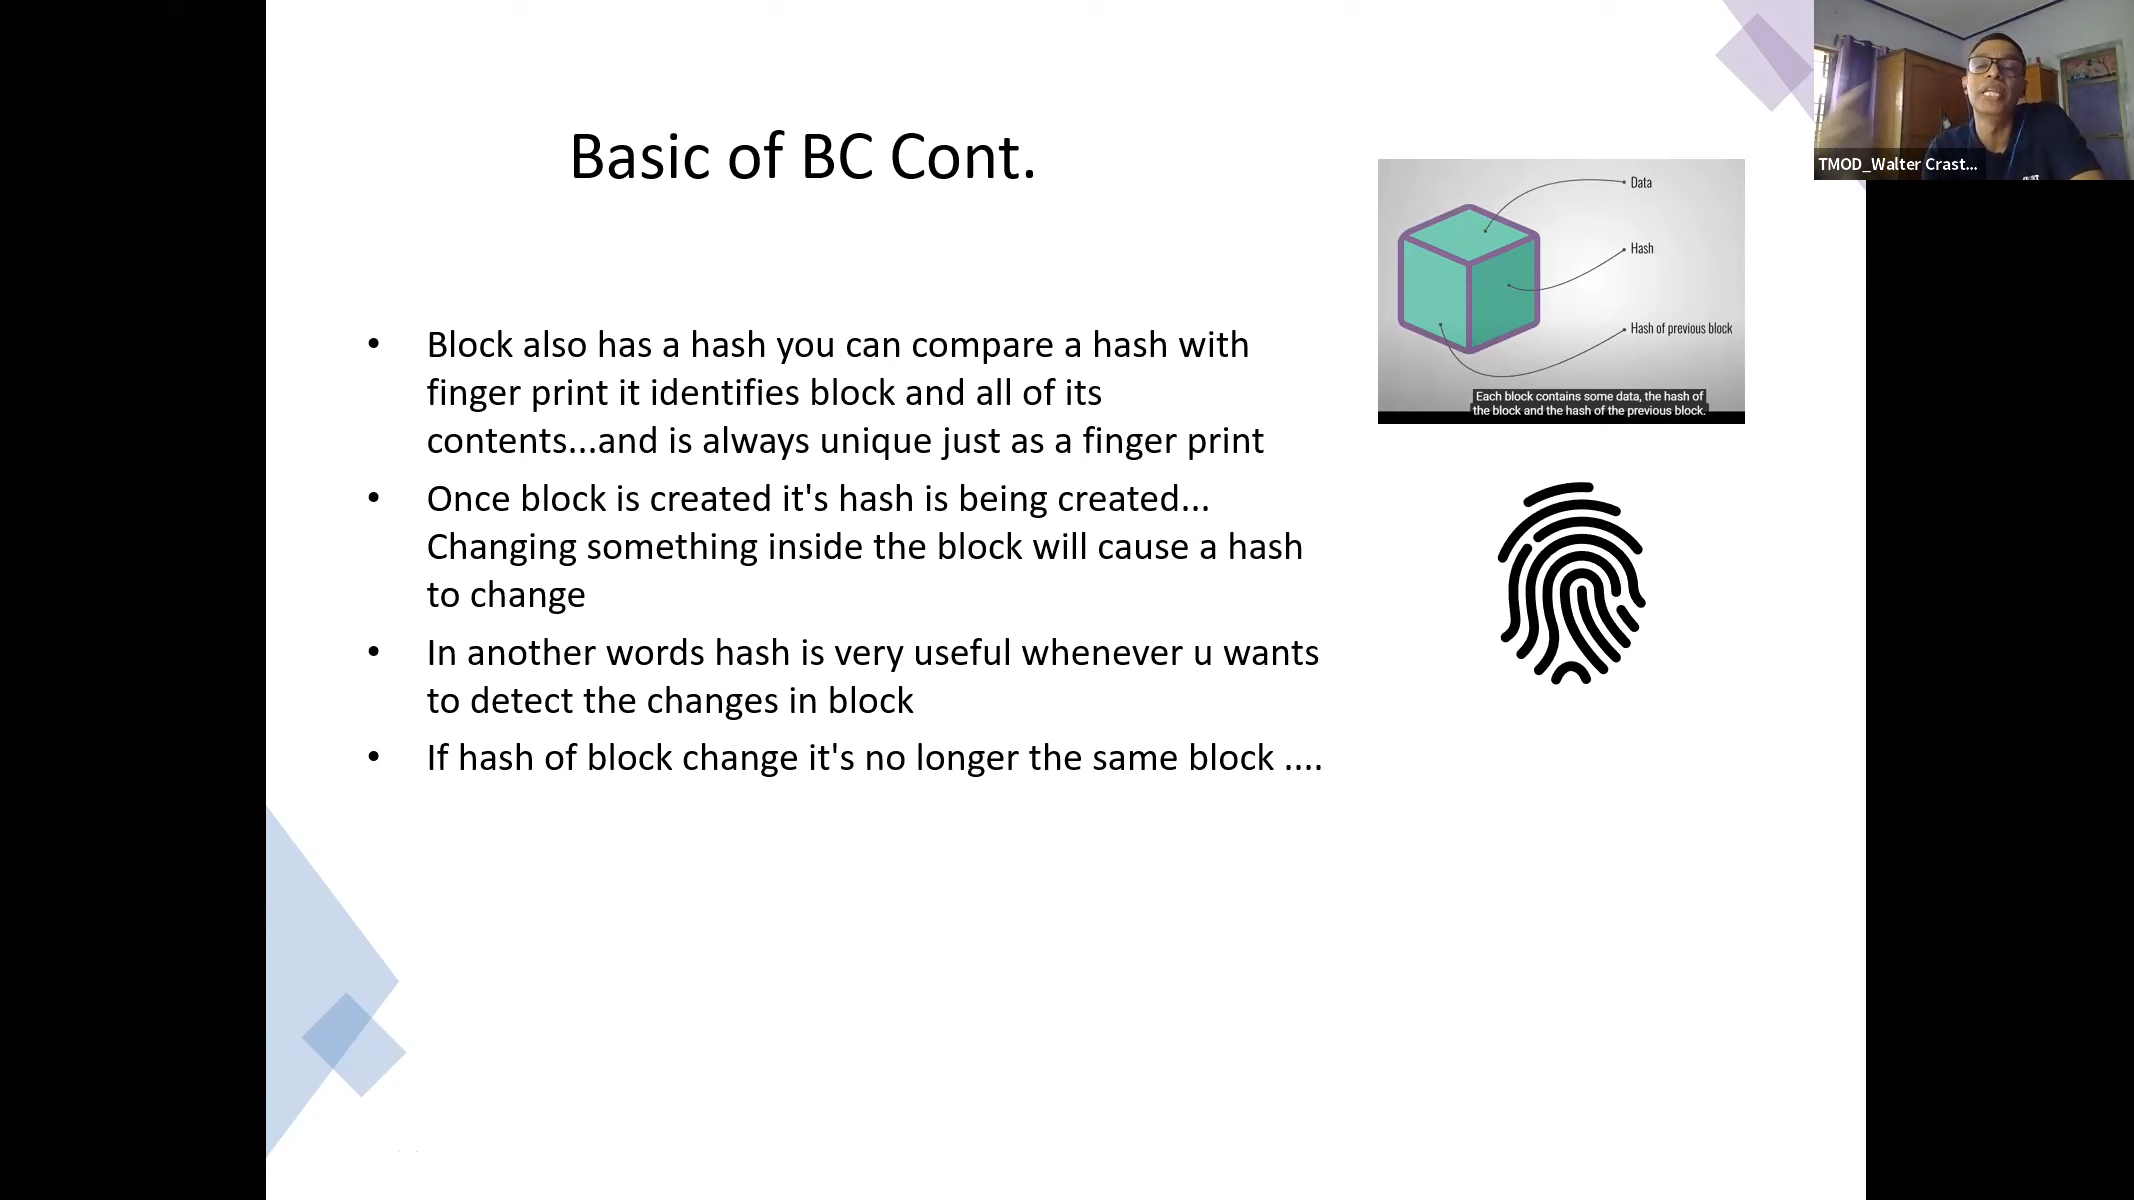 Basic of BC Cont.
• Block also has a hash you can compare a hash with
finger print it identifies block and all of its
contents...and is always unique just as a finger print
• Once block is created it's hash is being created...
Changing something inside the block will cause a hash
to change
• In another words hash is very useful whenever u wants
to detect the changes in block
• If hash of block change it's no longer the same block ....
Data
Hash
Hash of previous block
Each block contains some data, the hash of
the block and the hash of the previous block.
TMOD_Walter Crast...